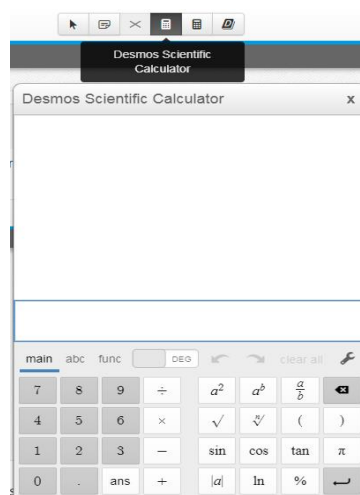 Desmos Scientific
Calculator
Desmos Scientific Calculator x
main abc func DEG clear all
7 8 9 ÷ a² aᵇ a/b
4 5 6 × √ ⁿ√ ( )
1 2 3 − sin cos tan π
0 . ans + |a| ln %